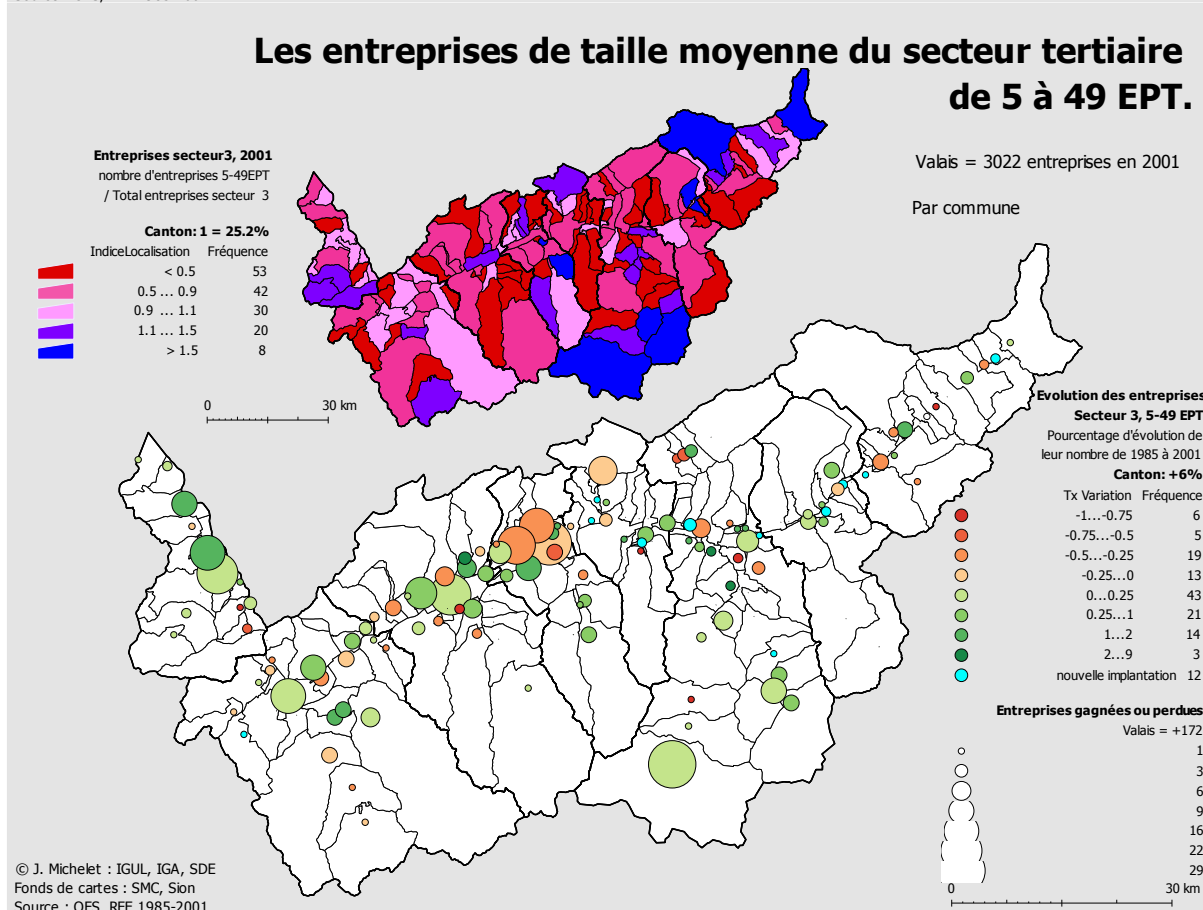 Les entreprises de taille moyenne du secteur tertiaire
de 5 à 49 EPT.
Valais = 3022 entreprises en 2001
Par commune
Entreprises secteur3, 2001
nombre d'entreprises 5-49EPT
/ Total entreprises secteur 3
Canton: 1 = 25.2%
IndiceLocalisation Fréquence
< 0.5 53
0.5 ... 0.9 42
0.9 ... 1.1 30
1.1 ... 1.5 20
> 1.5 8
0 30 km
Evolution des entreprises
Secteur 3, 5-49 EPT
Pourcentage d'évolution de
leur nombre de 1985 à 2001
Canton: +6%
Tx Variation Fréquence
-1...-0.75 6
-0.75...-0.5 5
-0.5...-0.25 19
-0.25...0 13
0...0.25 43
0.25...1 21
1...2 14
2...9 3
nouvelle implantation 12
Entreprises gagnées ou perdues
Valais = +172
1
3
6
9
16
22
29
0 30 km
© J. Michelet : IGUL, IGA, SDE
Fonds de cartes : SMC, Sion
Source : OFS, RFE 1985-2001